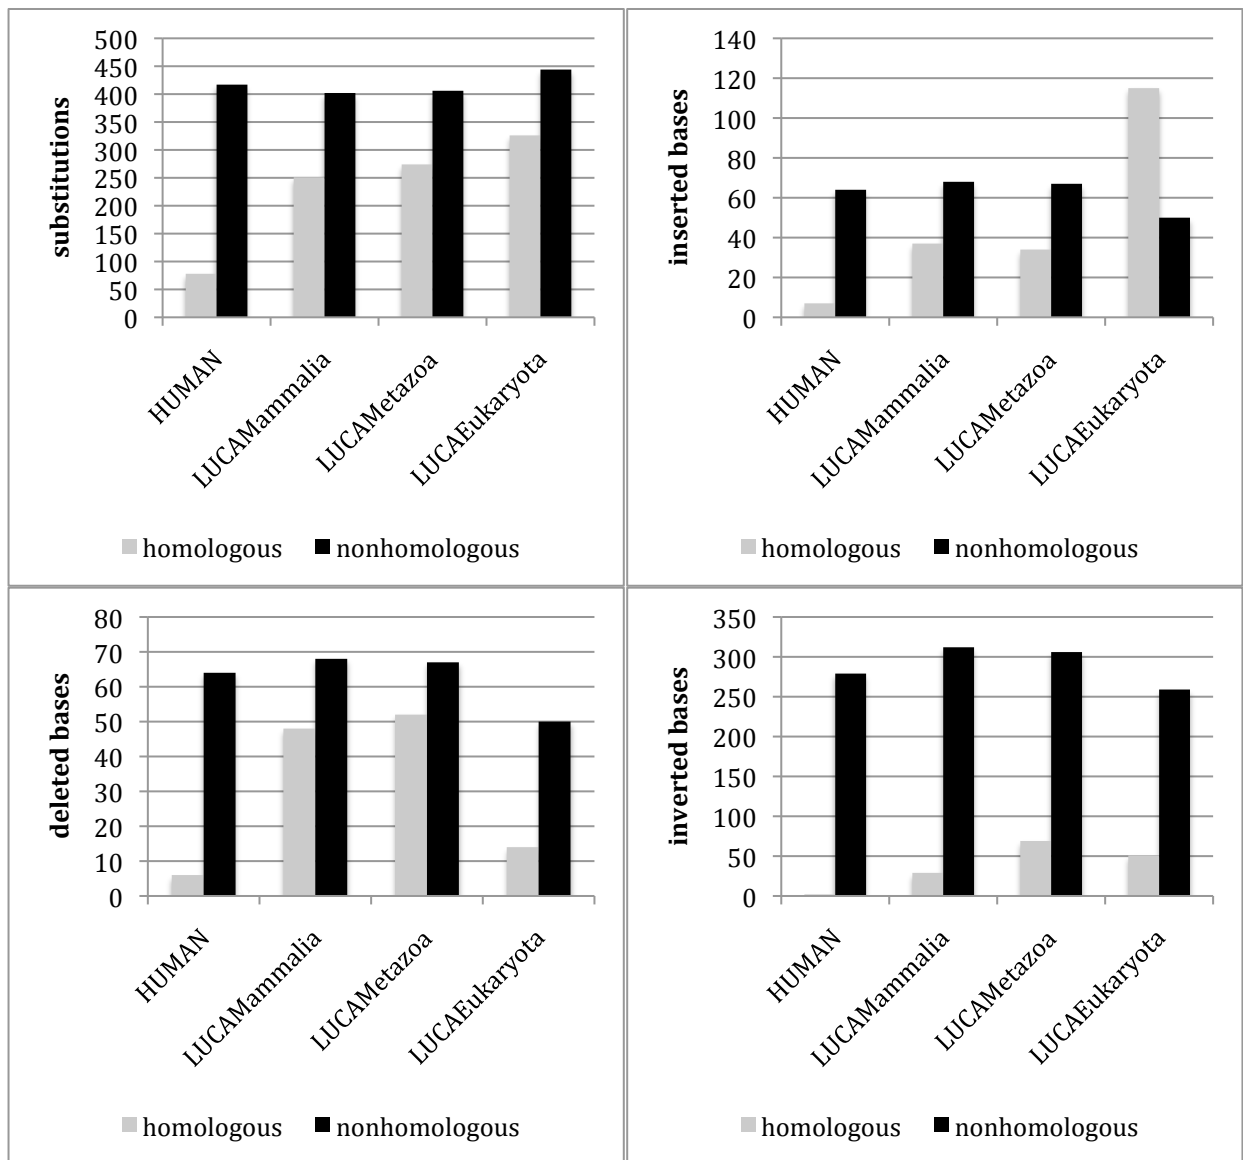 substitutions
500
450
400
350
300
250
200
150
100
50
0
HUMAN
LUCAMammalia
LUCAMetazoa
LUCAEukaryota
homologous nonhomologous
inserted bases
140
120
100
80
60
40
20
0
HUMAN
LUCAMammalia
LUCAMetazoa
LUCAEukaryota
homologous nonhomologous
deleted bases
80
70
60
50
40
30
20
10
0
HUMAN
LUCAMammalia
LUCAMetazoa
LUCAEukaryota
homologous nonhomologous
inverted bases
350
300
250
200
150
100
50
0
HUMAN
LUCAMammalia
LUCAMetazoa
LUCAEukaryota
homologous nonhomologous